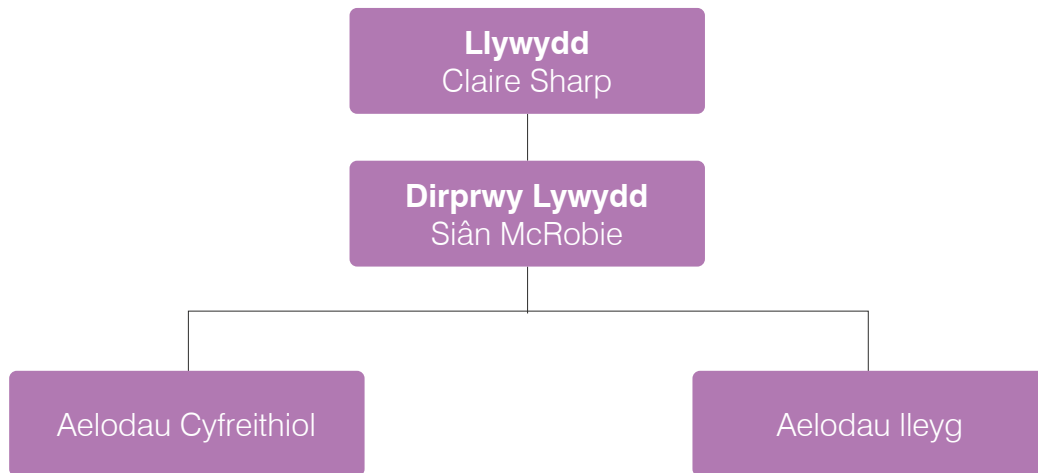 Llywydd
Claire Sharp
Dirprwy Lywydd
Siân McRobie
Aelodau Cyfreithiol
Aelodau lleyg